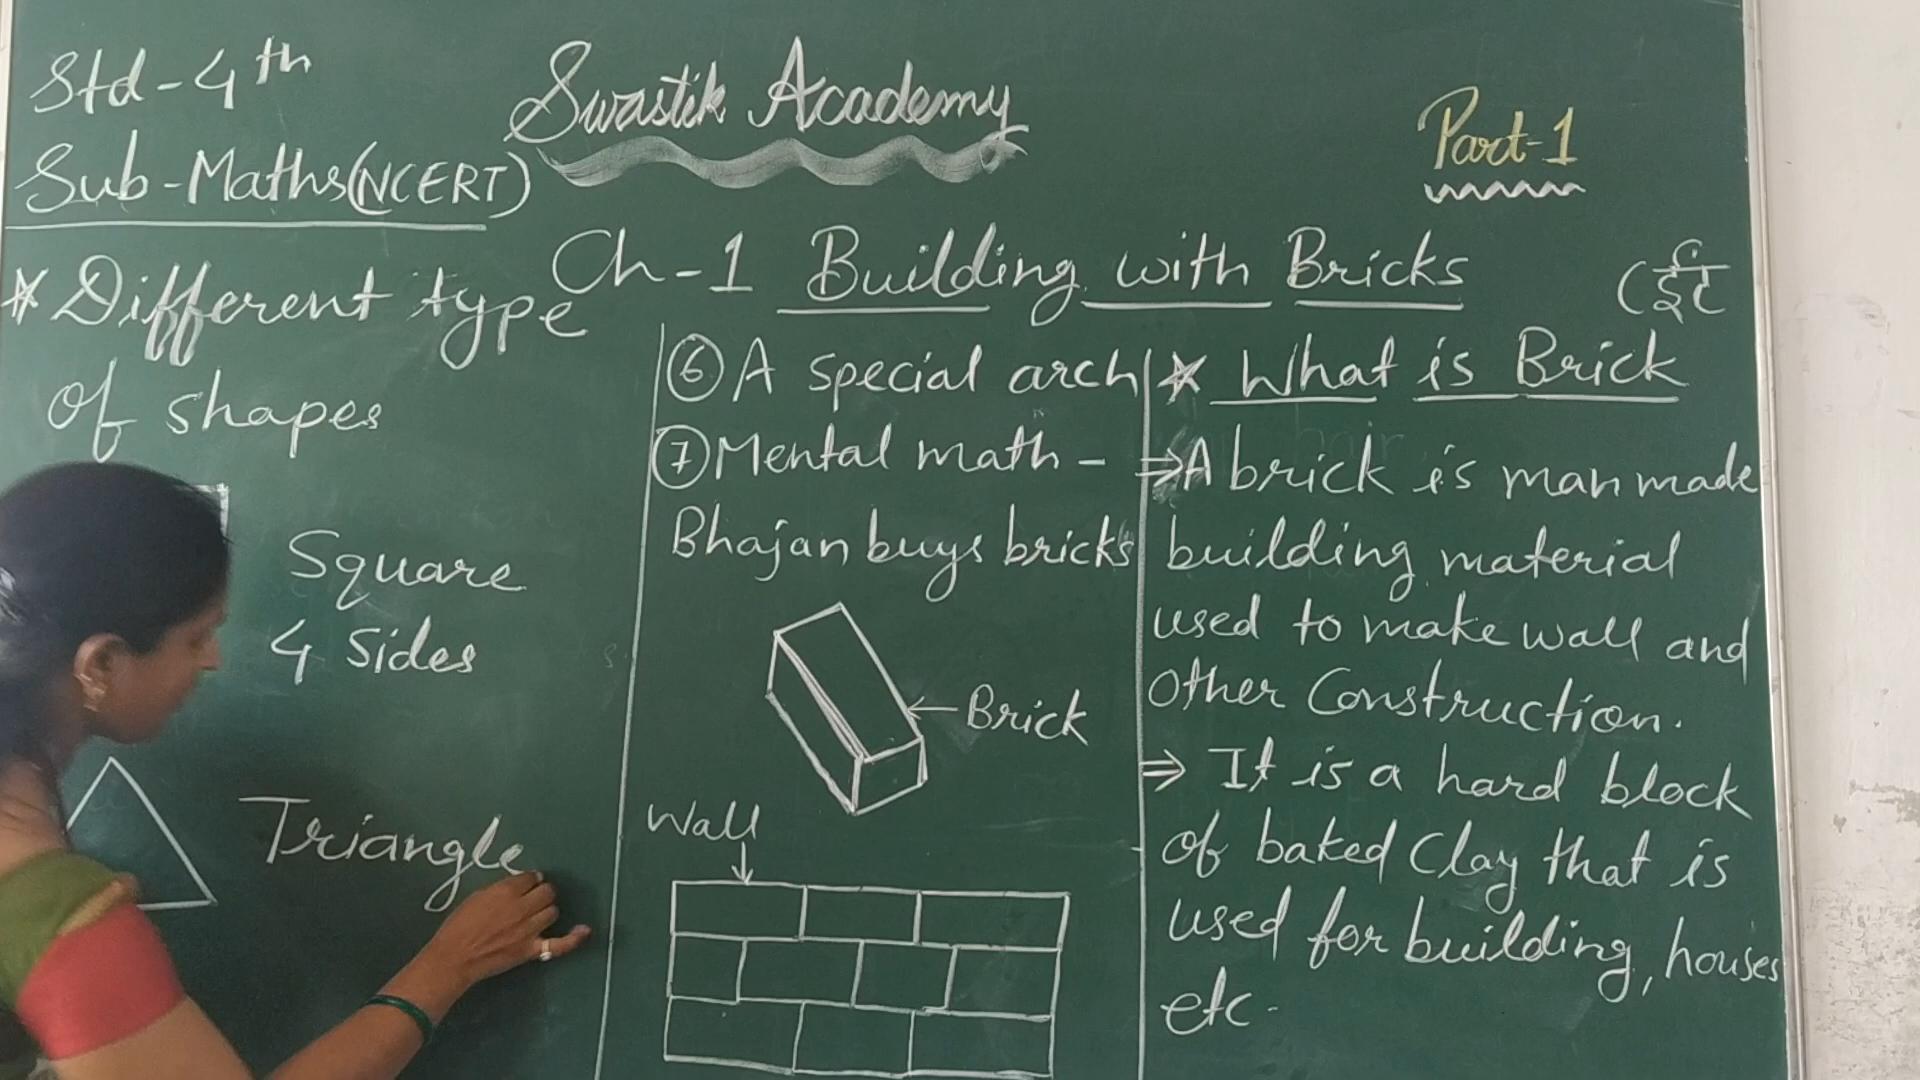 Std-4th
Sub-Maths(NCERT)
Swastik Academy
Part-1
Ch-1 Building with Bricks
(ईंट
* Different type
of shapes
Square
4 Sides
Triangle
⑥ A special arch
⑦ Mental math -
Bhajan buys bricks
← Brick
Wall
* What is Brick
⇒ A brick is man made
building material
used to make wall and
other Construction.
⇒ It is a hard block
of baked Clay that is
used for building, houses
etc.